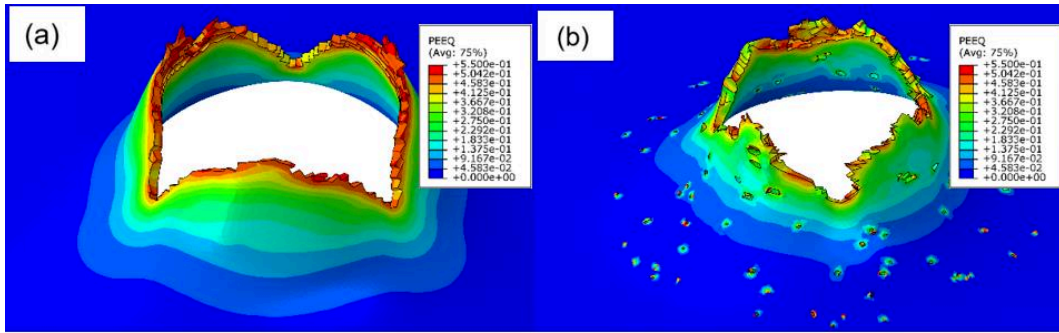 (a)
PEEQ
(Avg: 75%)
+5.500e-01
+5.042e-01
+4.583e-01
+4.125e-01
+3.667e-01
+3.208e-01
+2.750e-01
+2.292e-01
+1.833e-01
+1.375e-01
+9.167e-02
+4.583e-02
+0.000e+00
(b)
PEEQ
(Avg: 75%)
+5.500e-01
+5.042e-01
+4.583e-01
+4.125e-01
+3.667e-01
+3.208e-01
+2.750e-01
+2.292e-01
+1.833e-01
+1.375e-01
+9.167e-02
+4.583e-02
+0.000e+00